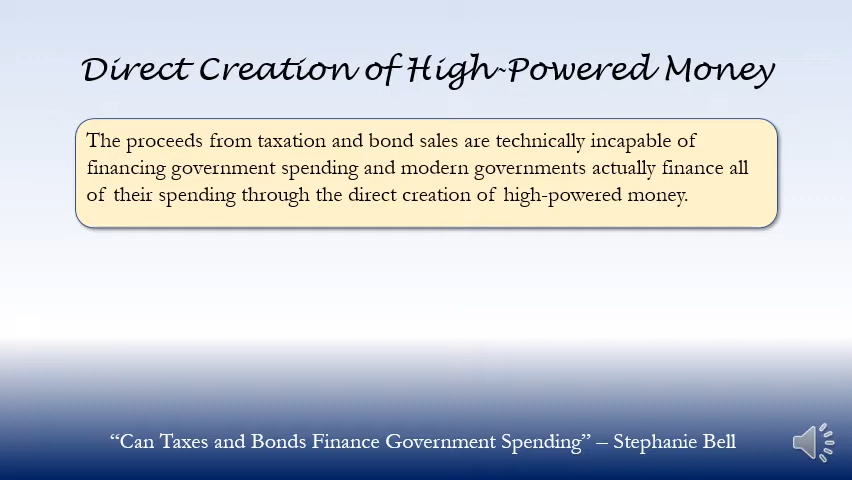 Direct Creation of High-Powered Money
The proceeds from taxation and bond sales are technically incapable of
financing government spending and modern governments actually finance all
of their spending through the direct creation of high-powered money.
“Can Taxes and Bonds Finance Government Spending” – Stephanie Bell